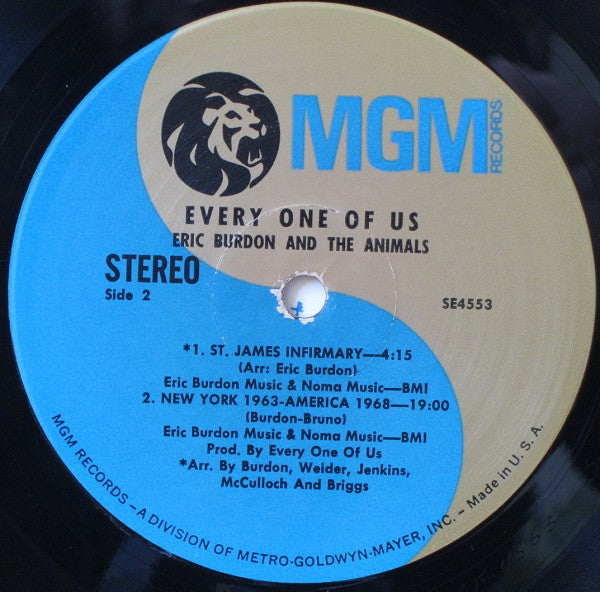 MGM
RECORDS
EVERY ONE OF US
ERIC BURDON AND THE ANIMALS
STEREO
Side 2
SE4553
*1. ST. JAMES INFIRMARY—4:15
(Arr: Eric Burdon)
Eric Burdon Music & Noma Music—BMI
2. NEW YORK 1963-AMERICA 1968—19:00
(Burdon-Bruno)
Eric Burdon Music & Noma Music—BMI
Prod. By Every One Of Us
*Arr. By Burdon, Weider, Jenkins,
McCulloch And Briggs
MGM RECORDS – A DIVISION OF METRO-GOLDWYN-MAYER, INC. – Made in U. S. A.